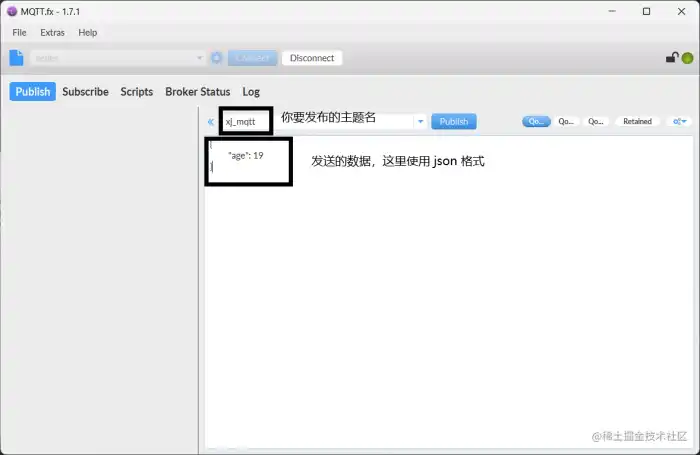 MQTT.fx - 1.7.1
File Extras Help
Connect Disconnect
Publish Subscribe Scripts Broker Status Log
« xj_mqtt 你要发布的主题名 Publish Qo... Qo... Qo... Retained
"age": 19
} 发送的数据，这里使用 json 格式
@稀土掘金技术社区